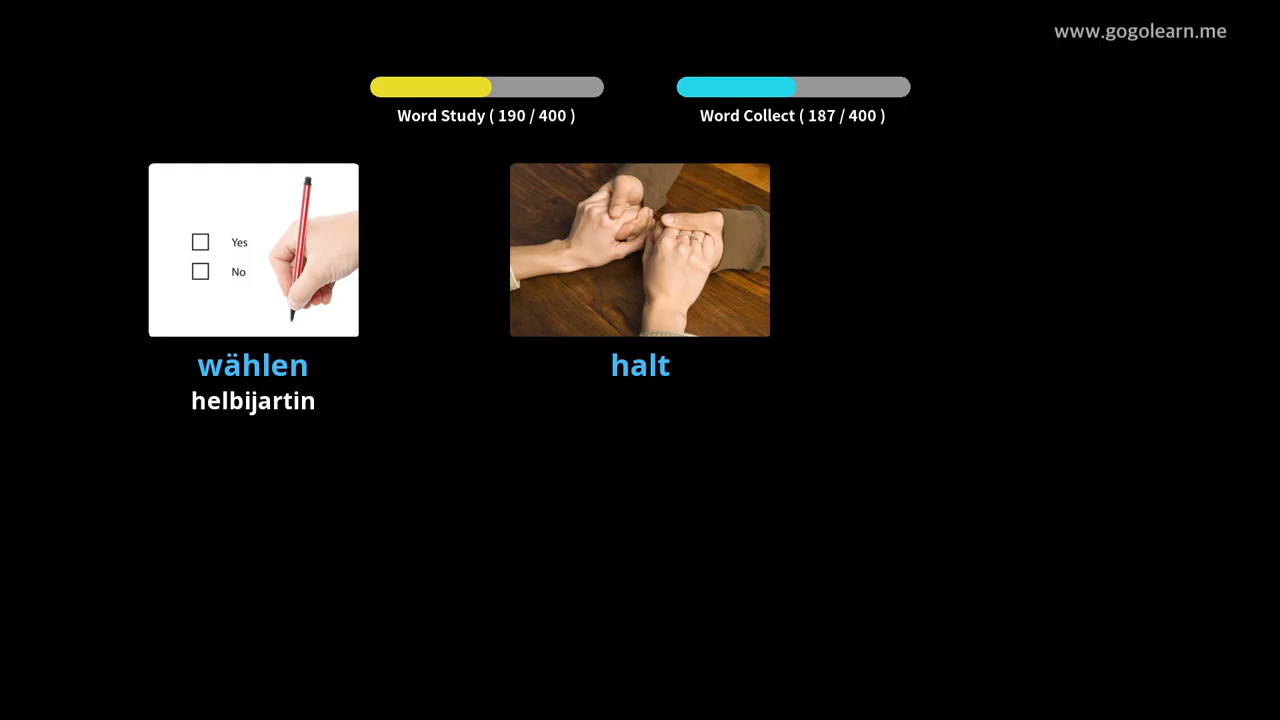 www.gogolearn.me
Word Study ( 190 / 400 )
Word Collect ( 187 / 400 )
Yes
No
wählen
helbijartin
halt